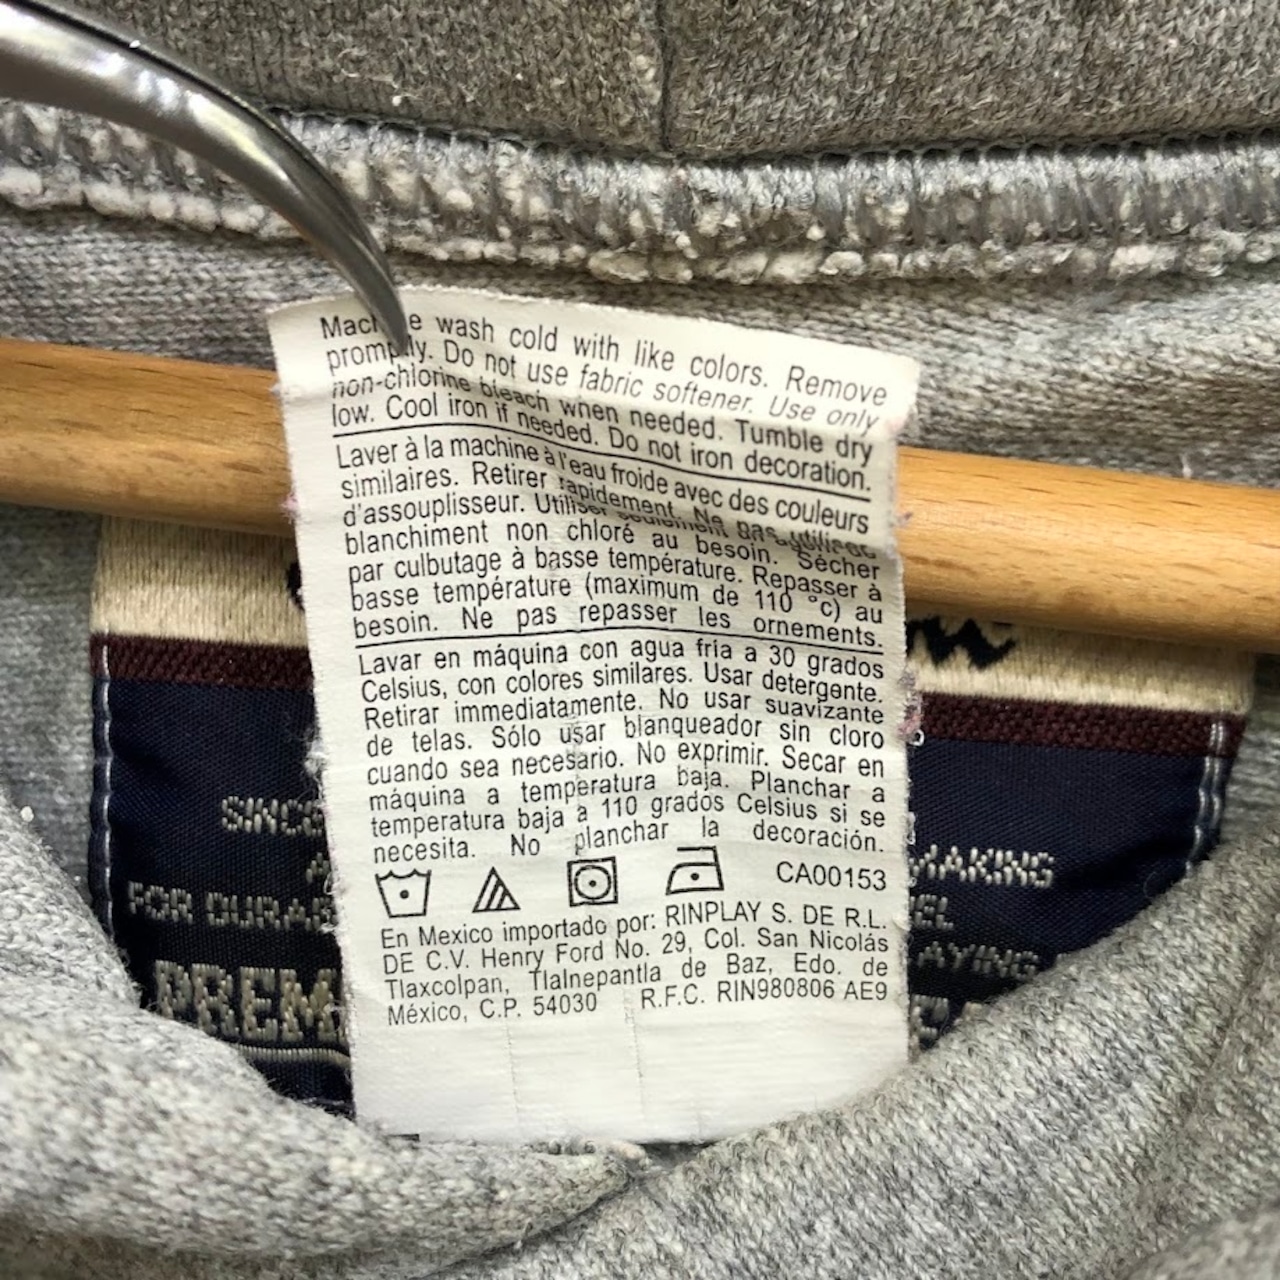 wash cold with like colors. Remove
promptly. Do not use fabric softener. Use only
non-chlorine bleach when needed. Tumble dry
low. Cool iron if needed. Do not iron decoration.
Laver à la machine à l'eau froide avec des couleurs
similaires. Retirer rapidement. Ne pas utiliser
d'assouplisseur. Utiliser seulement
blanchiment non chloré au besoin. Sécher
par culbutage à basse température. Repasser à
basse température (maximum de 110 °c) au
besoin. Ne pas repasser les ornements.
Lavar en máquina con agua fria a 30 grados
Celsius, con colores similares. Usar detergente.
Retirar immediatamente. No usar suavizante
de telas. Sólo usar blanqueador sin cloro
cuando sea necesario. No exprimir. Secar en
máquina a temperatura baja. Planchar a
temperatura baja a 110 grados Celsius si se
necesita. No planchar la decoración.
CA00153
En Mexico importado por: RINPLAY S. DE R.L.
DE C.V. Henry Ford No. 29, Col. San Nicolás
Tlaxcolpan, Tlalnepantla de Baz, Edo. de
México, C.P. 54030 R.F.C. RIN980806 AE9
SINC
MAKING
FOR DURAB
EL
AYING
PREM